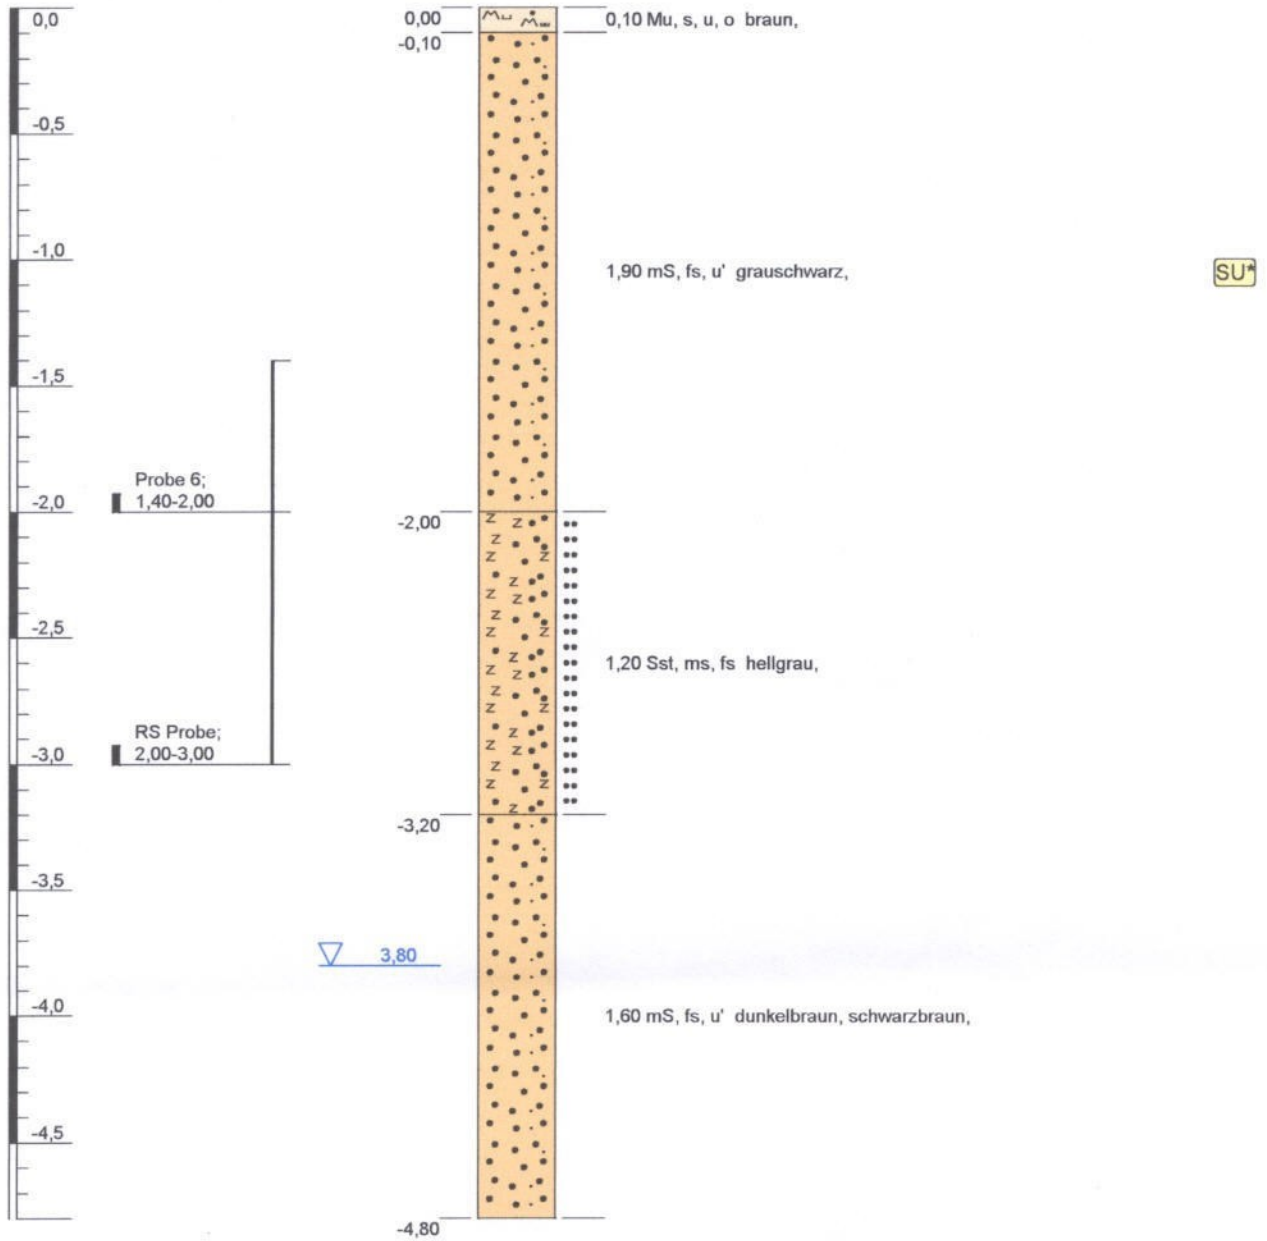 0,0
0,00
0,10 Mu, s, u, o braun,
-0,10
-0,5
-1,0
1,90 mS, fs, u' grauschwarz,
SU*
-1,5
Probe 6;
1,40-2,00
-2,0
-2,00
-2,5
1,20 Sst, ms, fs hellgrau,
RS Probe;
2,00-3,00
-3,0
-3,20
-3,5
3,80
-4,0
1,60 mS, fs, u' dunkelbraun, schwarzbraun,
-4,5
-4,80